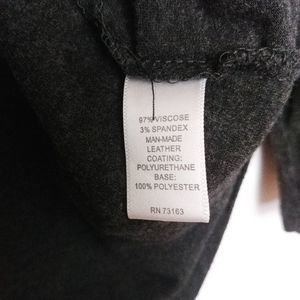 97% VISCOSE
3% SPANDEX
MAN-MADE
LEATHER
COATING:
POLYURETHANE
BASE:
100% POLYESTER
RN 73163